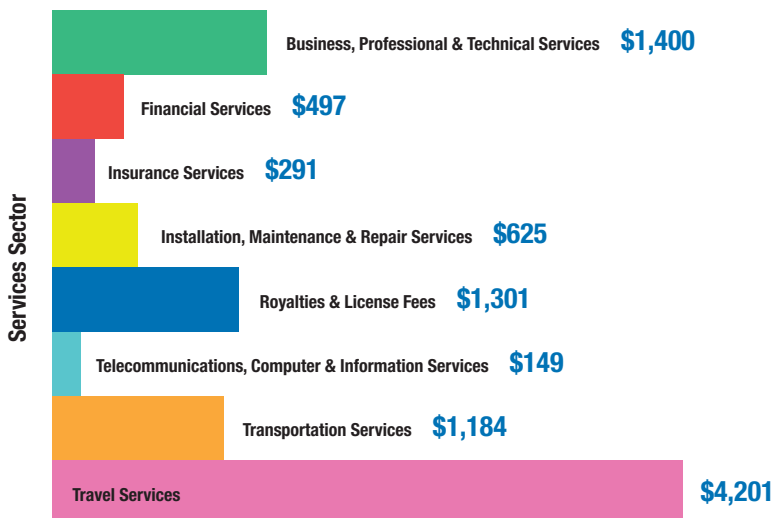 Services Sector
Business, Professional & Technical Services $1,400
Financial Services $497
Insurance Services $291
Installation, Maintenance & Repair Services $625
Royalties & License Fees $1,301
Telecommunications, Computer & Information Services $149
Transportation Services $1,184
Travel Services $4,201